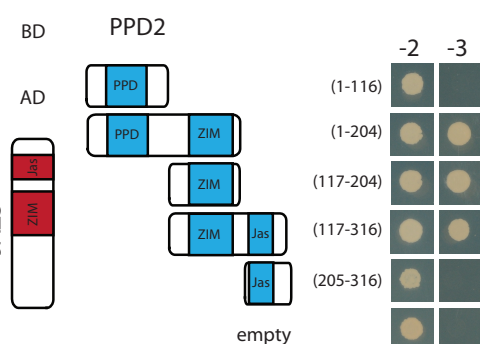 BD PPD2
-2 -3
AD
PPD (1-116)
PPD ZIM (1-204)
Jas
ZIM
ZIM (117-204)
ZIM Jas (117-316)
Jas (205-316)
empty